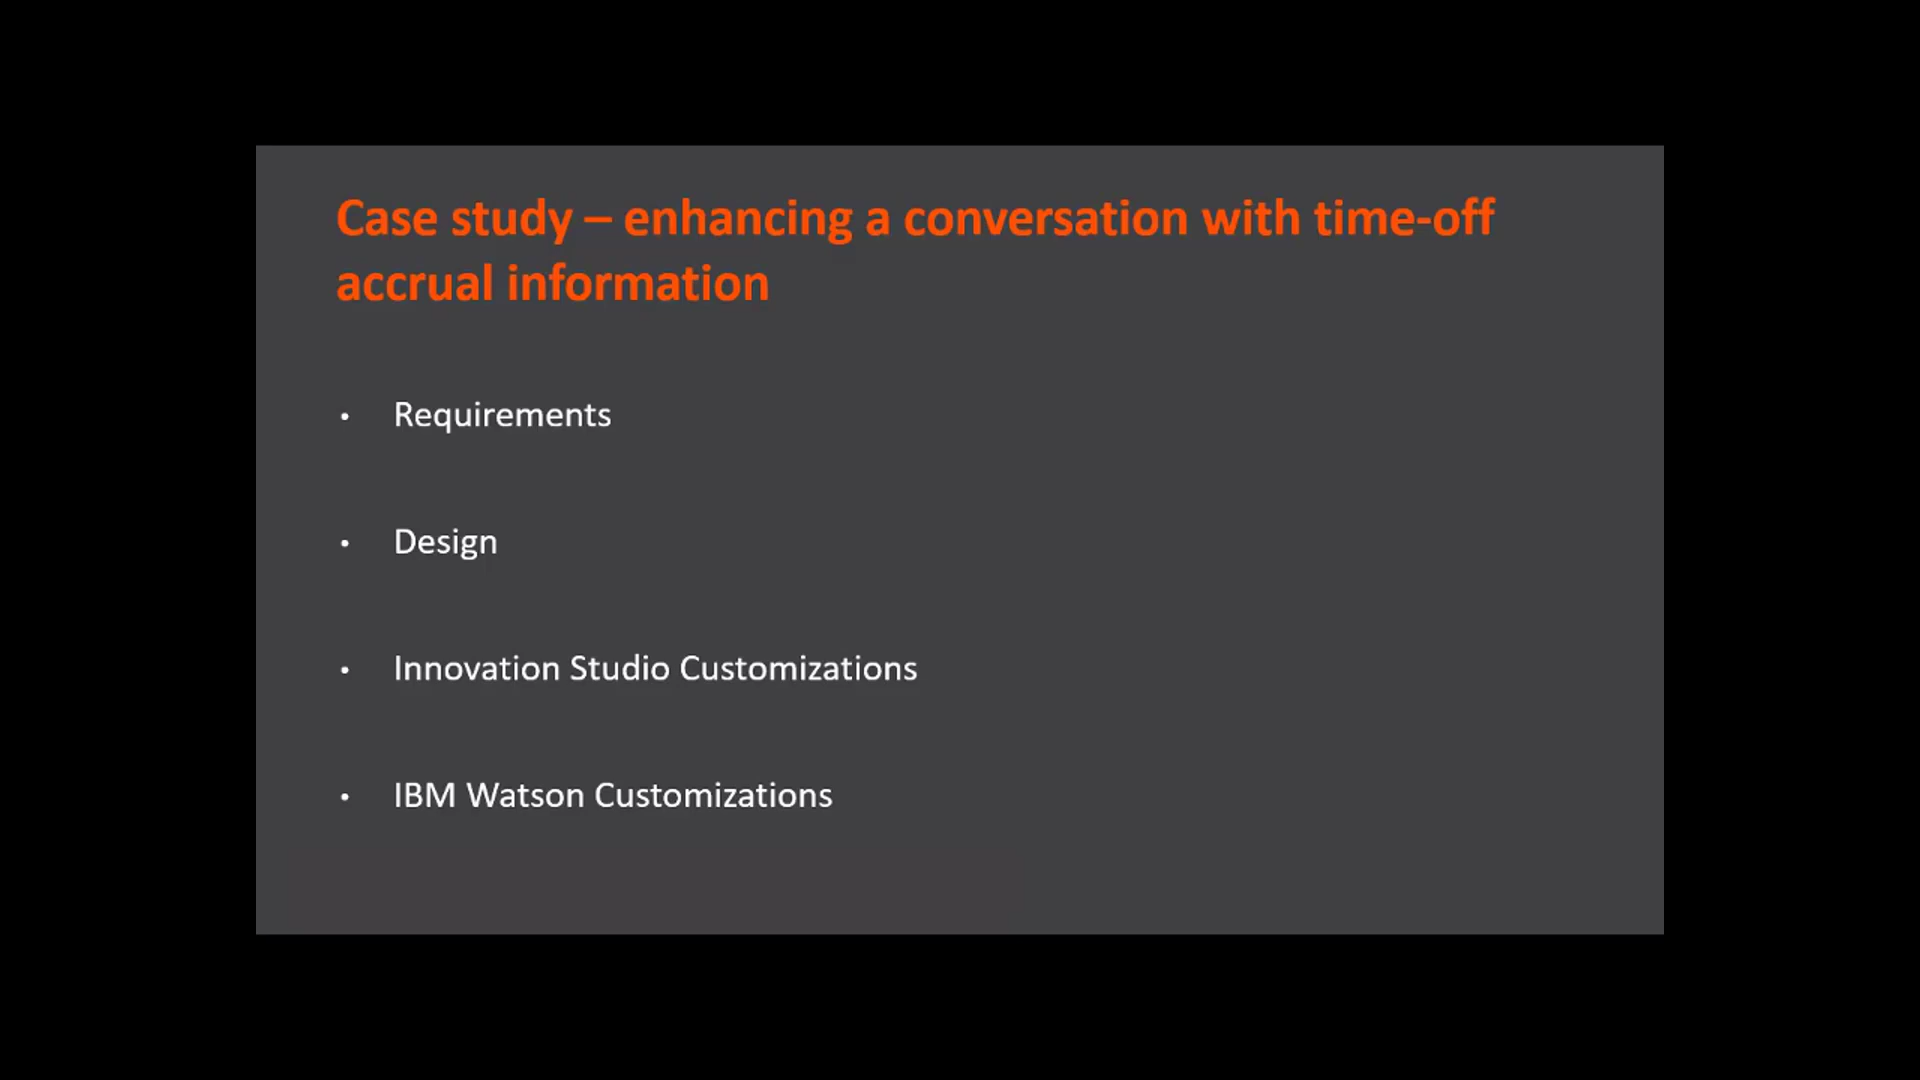 Case study – enhancing a conversation with time-off
accrual information
• Requirements
• Design
• Innovation Studio Customizations
• IBM Watson Customizations